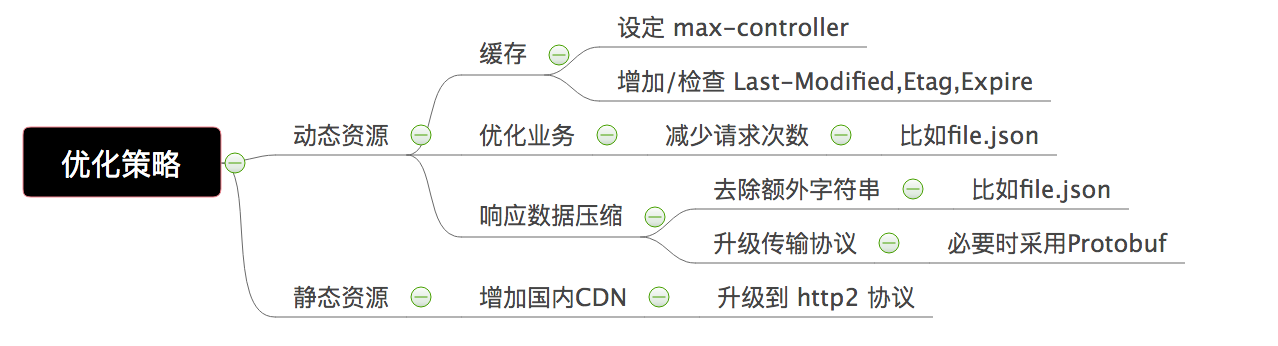 优化策略
动态资源
缓存
设定 max-controller
增加/检查 Last-Modified,Etag,Expire
优化业务
减少请求次数
比如file.json
响应数据压缩
去除额外字符串
比如file.json
升级传输协议
必要时采用Protobuf
静态资源
增加国内CDN
升级到 http2 协议